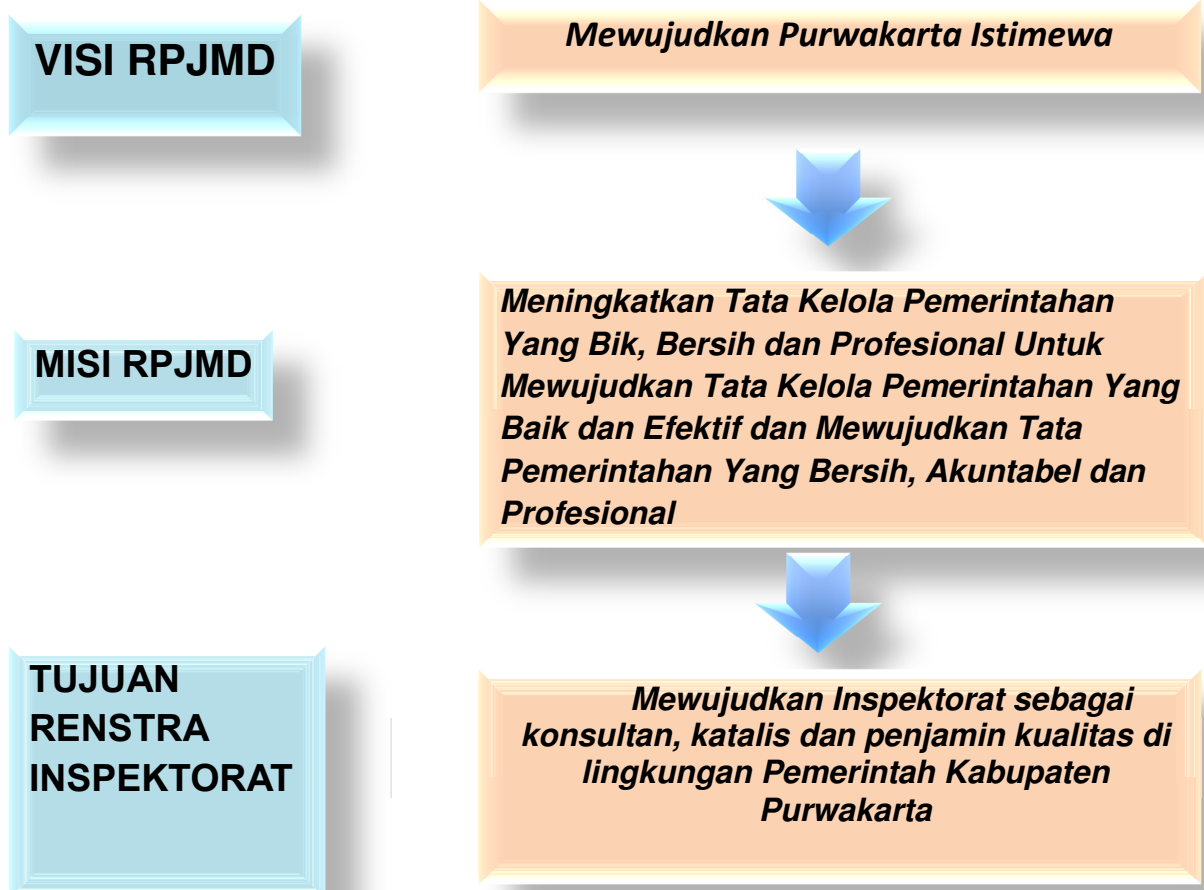 VISI RPJMD
Mewujudkan Purwakarta Istimewa
MISI RPJMD
Meningkatkan Tata Kelola Pemerintahan
Yang Bik, Bersih dan Profesional Untuk
Mewujudkan Tata Kelola Pemerintahan Yang
Baik dan Efektif dan Mewujudkan Tata
Pemerintahan Yang Bersih, Akuntabel dan
Profesional
TUJUAN
RENSTRA
INSPEKTORAT
Mewujudkan Inspektorat sebagai
konsultan, katalis dan penjamin kualitas di
lingkungan Pemerintah Kabupaten
Purwakarta